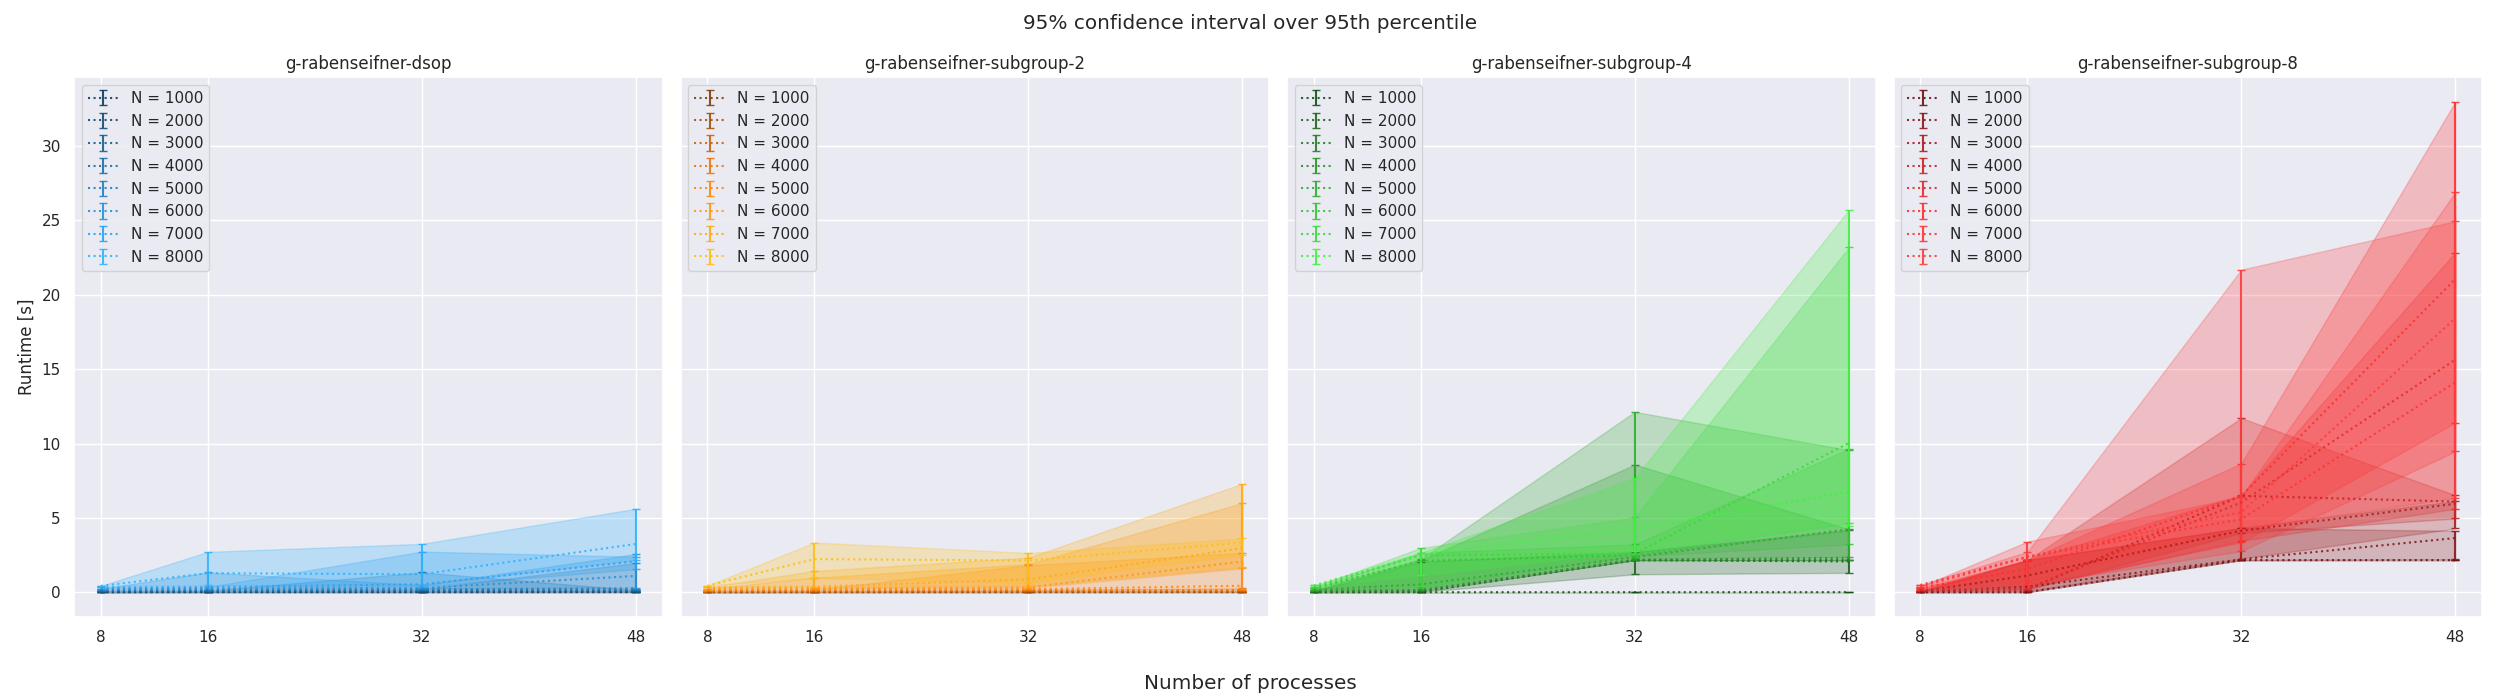 95% confidence interval over 95th percentile
g-rabenseifner-dsop
N = 1000
N = 2000
N = 3000
N = 4000
N = 5000
N = 6000
N = 7000
N = 8000
g-rabenseifner-subgroup-2
N = 1000
N = 2000
N = 3000
N = 4000
N = 5000
N = 6000
N = 7000
N = 8000
g-rabenseifner-subgroup-4
N = 1000
N = 2000
N = 3000
N = 4000
N = 5000
N = 6000
N = 7000
N = 8000
g-rabenseifner-subgroup-8
N = 1000
N = 2000
N = 3000
N = 4000
N = 5000
N = 6000
N = 7000
N = 8000
Runtime [s]
30
25
20
15
10
5
0
8 16 32 48
8 16 32 48
8 16 32 48
8 16 32 48
Number of processes